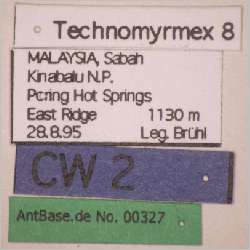 Technomyrmex 8
MALAYSIA, Sabah
Kinabalu N.P.
Poring Hot Springs
East Ridge 1130 m
28.8.95 Leg. Brühl
CW 2
AntBase.de No. 00327